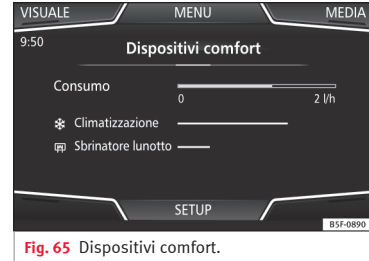 VISUALE MENU MEDIA
9:50
Dispositivi comfort
Consumo
0 2 l/h
Climatizzazione
Sbrinatore lunotto
SETUP
B5F-0890
Fig. 65 Dispositivi comfort.